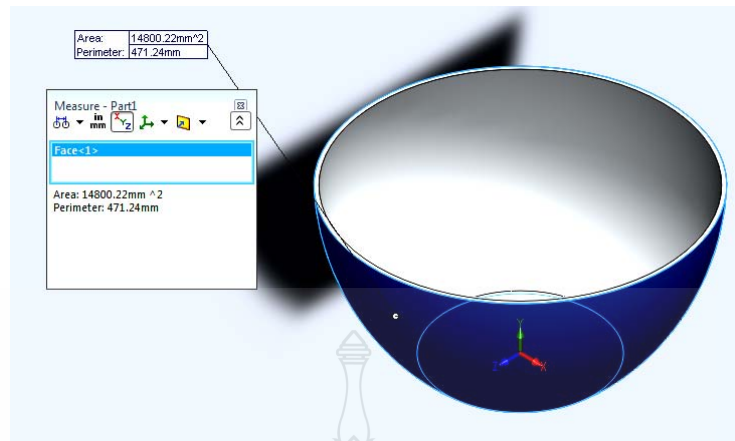 Area: 14800.22mm^2
Perimeter: 471.24mm
Measure - Part1
in
mm
X Y Z
Face<1>
Area: 14800.22mm ^2
Perimeter: 471.24mm
Y
Z X